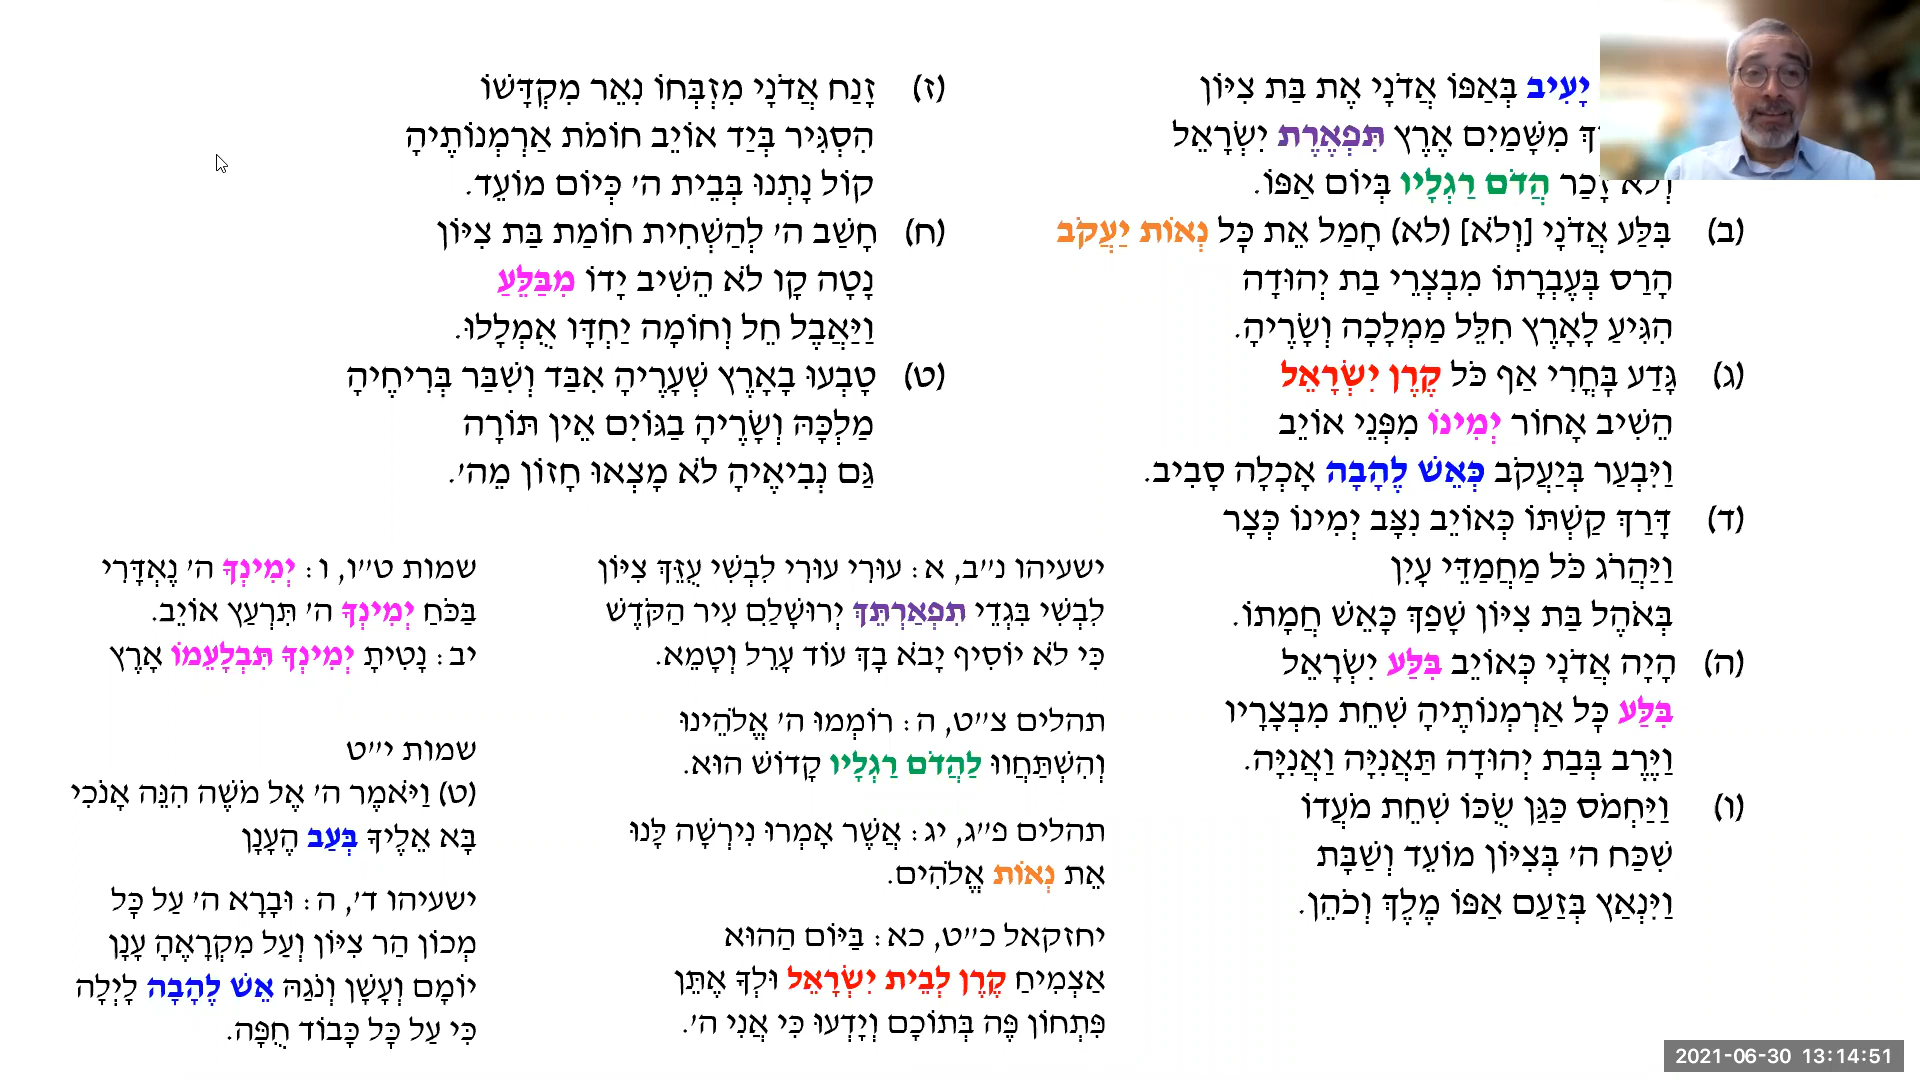 יָעִיב בְּאַפּוֹ אֲדֹנָי אֶת בַּת צִיּוֹן
מִשָּׁמַיִם אֶרֶץ תִּפְאֶרֶת יִשְׂרָאֵל
וְלֹא זָכַר הֲדֹם רַגְלָיו בְּיוֹם אַפּוֹ.
(ב) בִּלַּע אֲדֹנָי [וְלֹא] (לא) חָמַל אֵת כָּל נְאוֹת יַעֲקֹב
הָרַס בְּעֶבְרָתוֹ מִבְצְרֵי בַת יְהוּדָה
הִגִּיעַ לָאָרֶץ חִלֵּל מַמְלָכָה וְשָׂרֶיהָ.
(ג) גָּדַע בָּחֳרִי אַף כֹּל קֶרֶן יִשְׂרָאֵל
הֵשִׁיב אָחוֹר יְמִינוֹ מִפְּנֵי אוֹיֵב
וַיִּבְעַר בְּיַעֲקֹב כְּאֵשׁ לֶהָבָה אָכְלָה סָבִיב.
(ד) דָּרַךְ קַשְׁתּוֹ כְּאוֹיֵב נִצָּב יְמִינוֹ כְּצָר
וַיַּהֲרֹג כֹּל מַחֲמַדֵּי עָיִן
בְּאֹהֶל בַּת צִיּוֹן שָׁפַךְ כָּאֵשׁ חֲמָתוֹ.
(ה) הָיָה אֲדֹנָי כְּאוֹיֵב בִּלַּע יִשְׂרָאֵל
בִּלַּע כָּל אַרְמְנוֹתֶיהָ שִׁחֵת מִבְצָרָיו
וַיֶּרֶב בְּבַת יְהוּדָה תַּאֲנִיָּה וַאֲנִיָּה.
(ו) וַיַּחְמֹס כַּגַּן שֻׂכּוֹ שִׁחֵת מֹעֲדוֹ
שִׁכַּח ה' בְּצִיּוֹן מוֹעֵד וְשַׁבָּת
וַיִּנְאַץ בְּזַעַם אַפּוֹ מֶלֶךְ וְכֹהֵן.
(ז) זָנַח אֲדֹנָי מִזְבְּחוֹ נִאֵר מִקְדָּשׁוֹ
הִסְגִּיר בְּיַד אוֹיֵב חוֹמֹת אַרְמְנוֹתֶיהָ
קוֹל נָתְנוּ בְּבֵית ה' כְּיוֹם מוֹעֵד.
(ח) חָשַׁב ה' לְהַשְׁחִית חוֹמַת בַּת צִיּוֹן
נָטָה קָו לֹא הֵשִׁיב יָדוֹ מִבַּלֵּעַ
וַיַּאֲבֶל חֵל וְחוֹמָה יַחְדָּו אֻמְלָלוּ.
(ט) טָבְעוּ בָאָרֶץ שְׁעָרֶיהָ אִבַּד וְשִׁבַּר בְּרִיחֶיהָ
מַלְכָּהּ וְשָׂרֶיהָ בַגּוֹיִם אֵין תּוֹרָה
גַּם נְבִיאֶיהָ לֹא מָצְאוּ חָזוֹן מֵה'.
ישעיהו נ"ב, א: עוּרִי עוּרִי לִבְשִׁי עֻזֵּךְ צִיּוֹן
לִבְשִׁי בִּגְדֵי תִפְאַרְתֵּךְ יְרוּשָׁלַםִ עִיר הַקֹּדֶשׁ
כִּי לֹא יוֹסִיף יָבֹא בָךְ עוֹד עָרֵל וְטָמֵא.
תהלים צ"ט, ה: רוֹמְמוּ ה' אֱלֹהֵינוּ
וְהִשְׁתַּחֲווּ לַהֲדֹם רַגְלָיו קָדוֹשׁ הוּא.
תהלים פ"ג, יג: אֲשֶׁר אָמְרוּ נִירְשָׁה לָּנוּ
אֵת נְאוֹת אֱלֹהִים.
יחזקאל כ"ט, כא: בַּיּוֹם הַהוּא
אַצְמִיחַ קֶרֶן לְבֵית יִשְׂרָאֵל וּלְךָ אֶתֵּן
פִּתְחוֹן פֶּה בְּתוֹכָם וְיָדְעוּ כִּי אֲנִי ה'.
שמות ט"ו, ו: יְמִינְךָ ה' נֶאְדָּרִי
בַּכֹּחַ יְמִינְךָ ה' תִּרְעַץ אוֹיֵב.
יב: נָטִיתָ יְמִינְךָ תִּבְלָעֵמוֹ אָרֶץ
שמות י"ט
(ט) וַיֹּאמֶר ה' אֶל מֹשֶׁה הִנֵּה אָנֹכִי
בָּא אֵלֶיךָ בְּעַב הֶעָנָן
ישעיהו ד', ה: וּבָרָא ה' עַל כָּל
מְכוֹן הַר צִיּוֹן וְעַל מִקְרָאֶהָ עָנָן
יוֹמָם וְעָשָׁן וְנֹגַהּ אֵשׁ לֶהָבָה לָיְלָה
כִּי עַל כָּל כָּבוֹד חֻפָּה.
2021-06-30 13:14:51